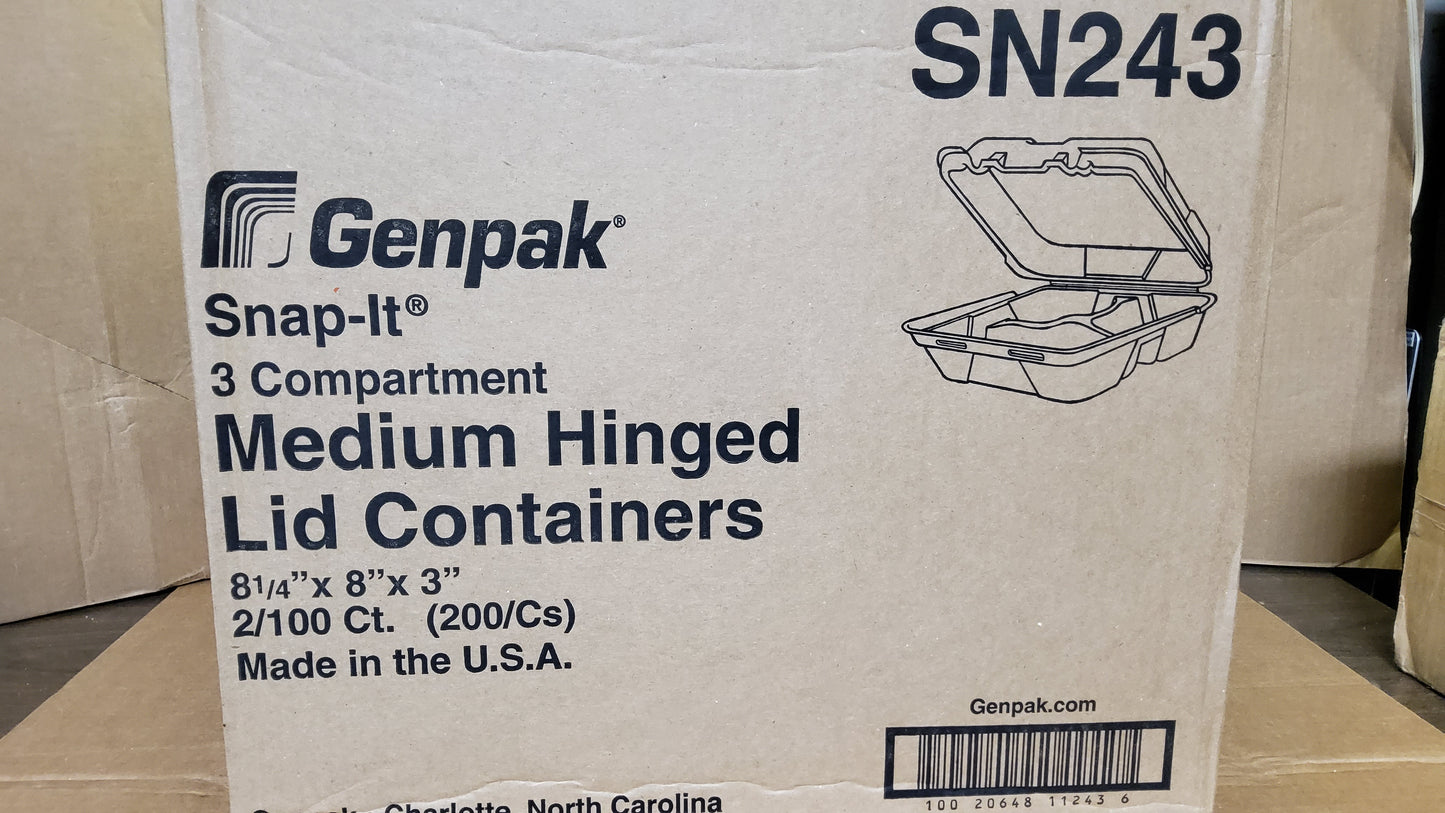 SN243
Genpak®
Snap-It®
3 Compartment
Medium Hinged
Lid Containers
8 1/4" x 8" x 3"
2/100 Ct. (200/Cs)
Made in the U.S.A.
Genpak.com
100 20648 11243 6
Charlotte, North Carolina